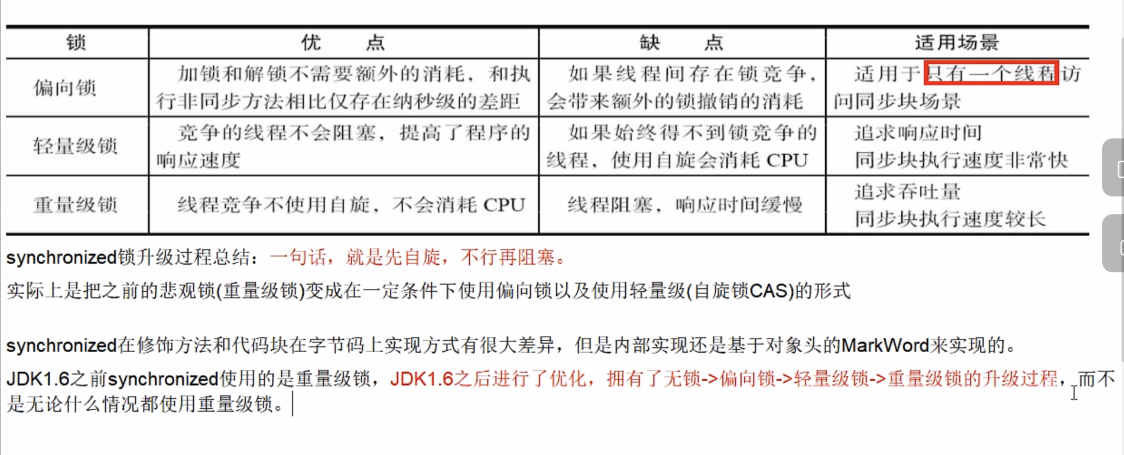 锁 优 点 缺 点 适用场景
偏向锁
加锁和解锁不需要额外的消耗，和执
行非同步方法相比仅存在纳秒级的差距
如果线程间存在锁竞争，
会带来额外的锁撤销的消耗
适用于只有一个线程访
问同步块场景
轻量级锁
竞争的线程不会阻塞，提高了程序的
响应速度
如果始终得不到锁竞争的
线程，使用自旋会消耗 CPU
追求响应时间
同步块执行速度非常快
重量级锁
线程竞争不使用自旋，不会消耗 CPU
线程阻塞，响应时间缓慢
追求吞吐量
同步块执行速度较长
synchronized锁升级过程总结：一句话，就是先自旋，不行再阻塞。
实际上是把之前的悲观锁(重量级锁)变成在一定条件下使用偏向锁以及使用轻量级(自旋锁CAS)的形式
synchronized在修饰方法和代码块在字节码上实现方式有很大差异，但是内部实现还是基于对象头的MarkWord来实现的。
JDK1.6之前synchronized使用的是重量级锁，JDK1.6之后进行了优化，拥有了无锁->偏向锁->轻量级锁->重量级锁的升级过程，而不
是无论什么情况都使用重量级锁。